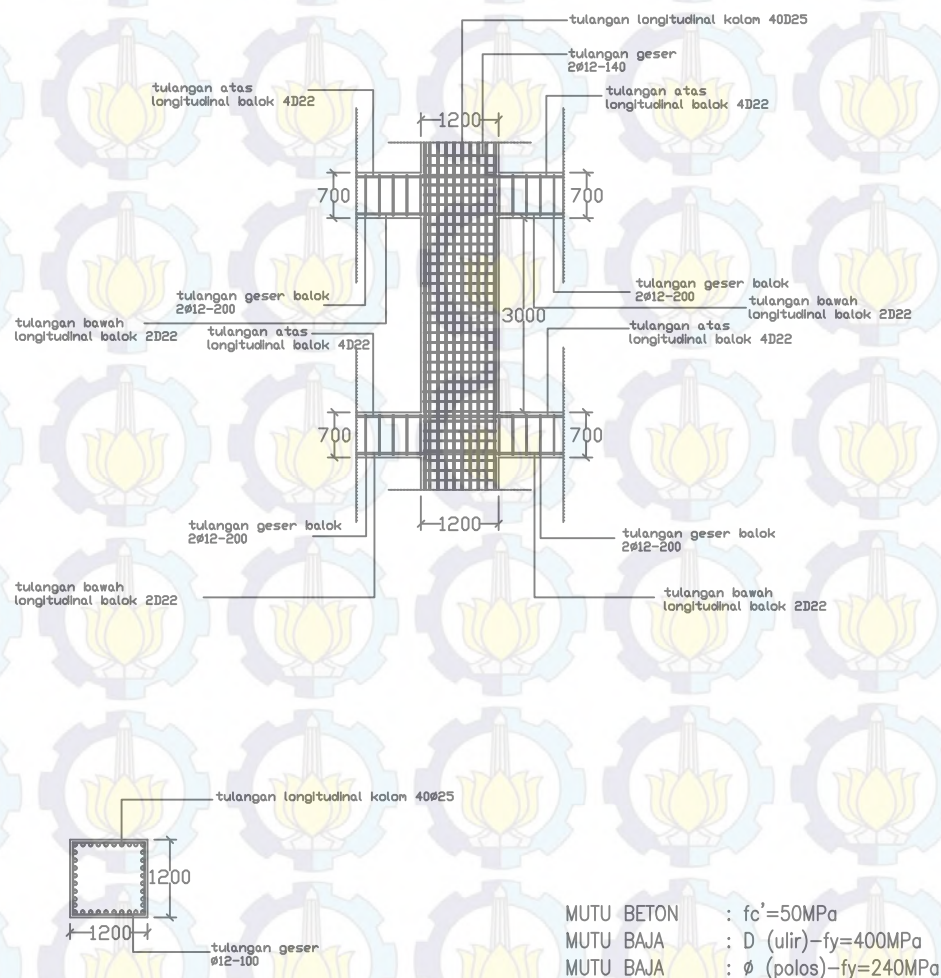 tulangan longitudinal kolom 40D25
tulangan geser
2ø12-140
tulangan atas
longitudinal balok 4D22
tulangan atas
longitudinal balok 4D22
1200
700
700
tulangan geser balok
2ø12-200
tulangan geser balok
2ø12-200
tulangan bawah
longitudinal balok 2D22
tulangan bawah
longitudinal balok 2D22
3000
tulangan atas
longitudinal balok 4D22
tulangan atas
longitudinal balok 4D22
700
700
1200
tulangan geser balok
2ø12-200
tulangan geser balok
2ø12-200
tulangan bawah
longitudinal balok 2D22
tulangan bawah
longitudinal balok 2D22
tulangan longitudinal kolom 40ø25
1200
1200
tulangan geser
ø12-100
MUTU BETON : fc'=50MPa
MUTU BAJA : D (ulir)-fy=400MPa
MUTU BAJA : ø (polos)-fy=240MPa